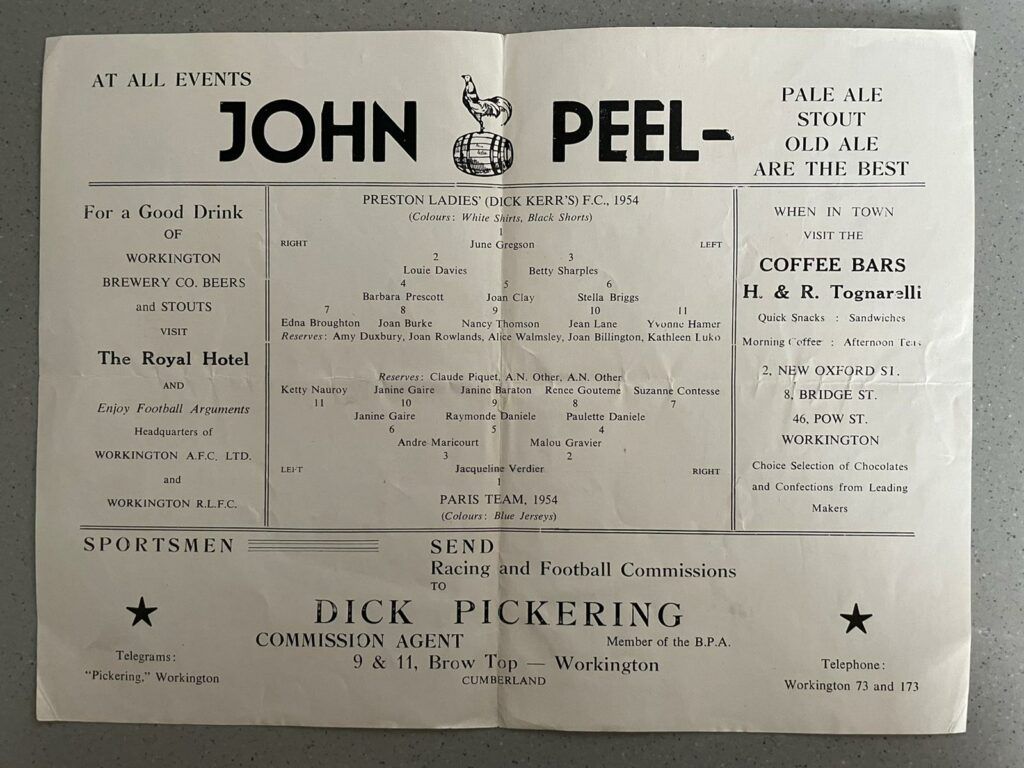 AT ALL EVENTS
JOHN PEEL-
PALE ALE
STOUT
OLD ALE
ARE THE BEST
For a Good Drink
OF
WORKINGTON
BREWERY CO. BEERS
and STOUTS
VISIT
The Royal Hotel
AND
Enjoy Football Arguments
Headquarters of
WORKINGTON A.F.C. LTD.
and
WORKINGTON R.L.F.C.
PRESTON LADIES' (DICK KERR'S) F.C., 1954
(Colours: White Shirts, Black Shorts)
1
RIGHT June Gregson LEFT
2 3
Louie Davies Betty Sharples
4 5 6
Barbara Prescott Joan Clay Stella Briggs
7 8 9 10 11
Edna Broughton Joan Burke Nancy Thomson Jean Lane Yvonne Hamer
Reserves: Amy Duxbury, Joan Rowlands, Alice Walmsley, Joan Billington, Kathleen Luko
Reserves: Claude Piquet, A.N. Other, A.N. Other
Ketty Nauroy Janine Gaire Janine Baraton Renee Gouteme Suzanne Contesse
11 10 9 8 7
Janine Gaire Raymonde Daniele Paulette Daniele
6 5 4
Andre Maricourt Malou Gravier
3 2
LEFT Jacqueline Verdier RIGHT
1
PARIS TEAM, 1954
(Colours: Blue Jerseys)
WHEN IN TOWN
VISIT THE
COFFEE BARS
H. & R. Tognarelli
Quick Snacks : Sandwiches
Morning Coffee : Afternoon Teas
2, NEW OXFORD ST.
8, BRIDGE ST.
46, POW ST.
WORKINGTON
Choice Selection of Chocolates
and Confections from Leading
Makers
SPORTSMEN SEND
Racing and Football Commissions
TO
DICK PICKERING
COMMISSION AGENT Member of the B.P.A.
9 & 11, Brow Top — Workington
CUMBERLAND
Telegrams:
"Pickering," Workington
Telephone:
Workington 73 and 173